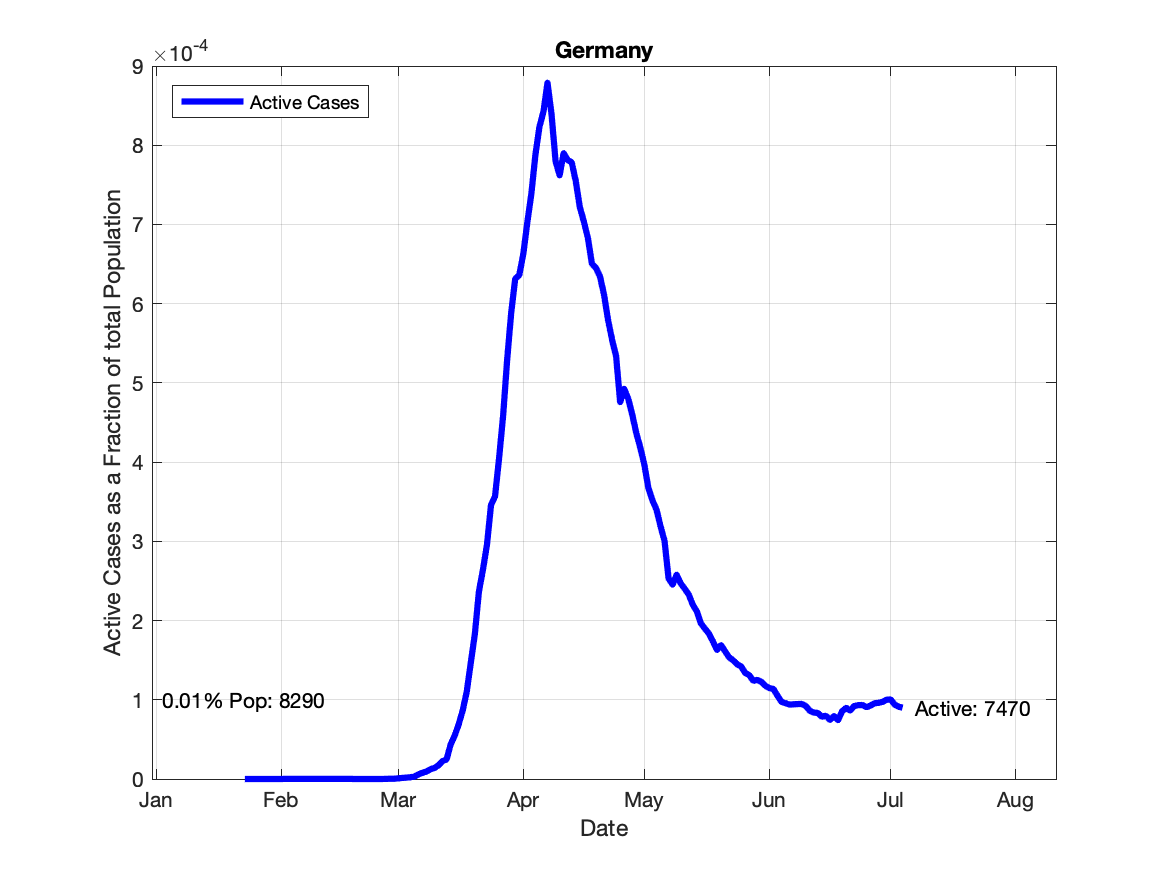 Germany
×10-4
Active Cases
9
8
7
6
5
4
3
2
1
0
Active Cases as a Fraction of total Population
0.01% Pop: 8290
Active: 7470
Jan Feb Mar Apr May Jun Jul Aug
Date